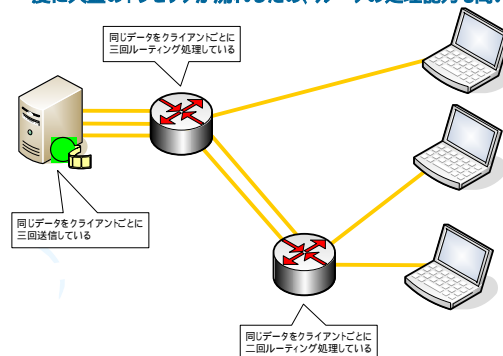 同じデータをクライアントごとに
三回ルーティング処理している
同じデータをクライアントごとに
三回送信している
同じデータをクライアントごとに
二回ルーティング処理している